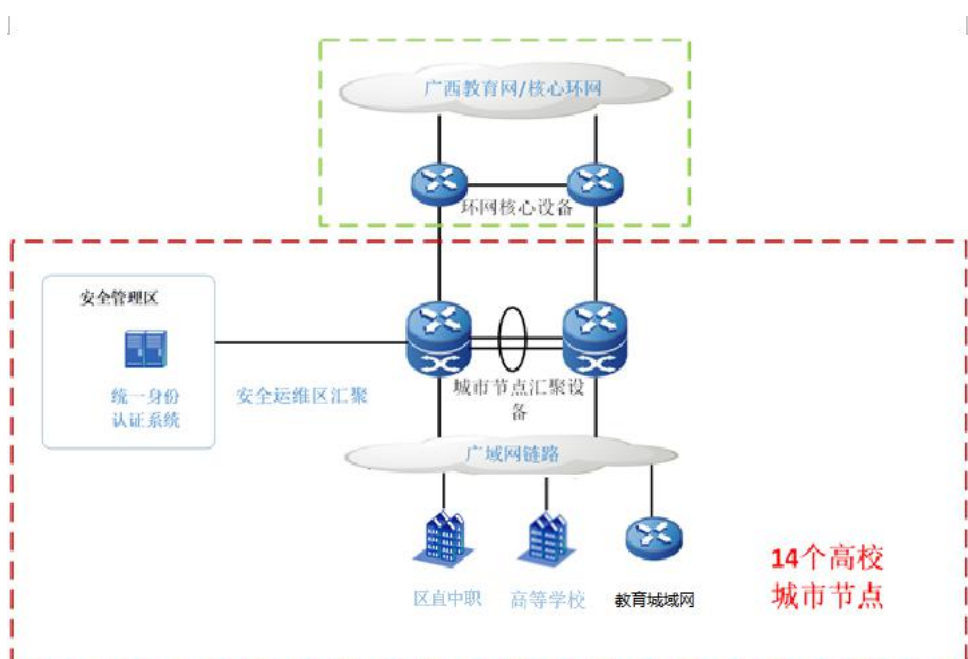 广西教育网/核心环网
环网核心设备
安全管理区
统一身份
认证系统
安全运维区汇聚
城市节点汇聚设
备
广域网链路
区直中职
高等学校
教育城域网
14个高校
城市节点